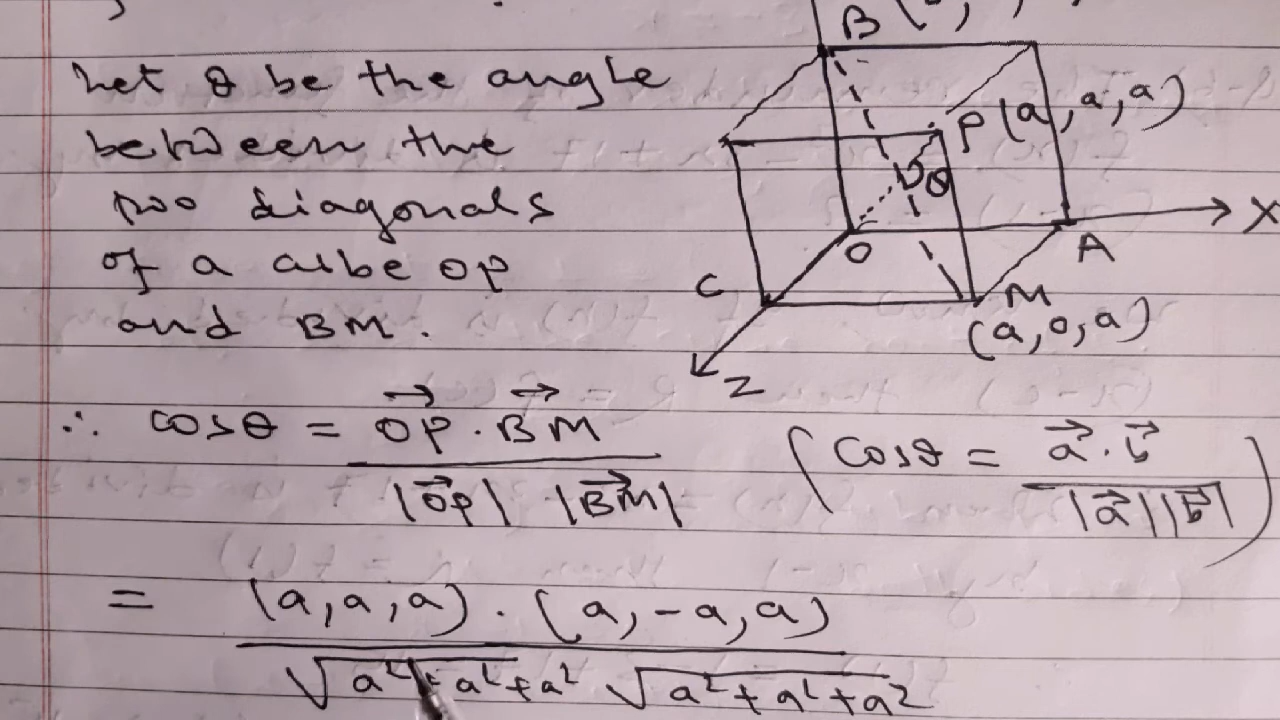 B (
Let θ be the angle
between the
two diagonals
of a cube OP
and BM.
P(a,a,a)
θ
X
O
A
C
M
(a,0,a)
Z
∴ cosθ = OP⃗ . BM⃗ / |OP⃗| |BM⃗|
(cosθ = a⃗ . b⃗ / |a⃗||b⃗|)
= (a,a,a) . (a,-a,a) / √a²+a²+a² √a²+a²+a²